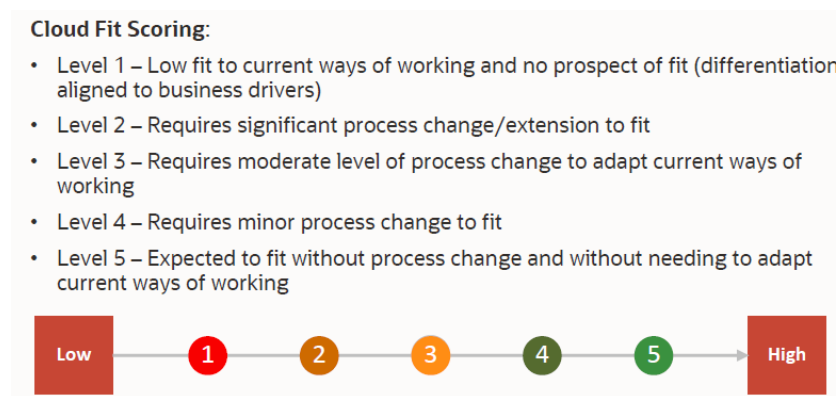 Cloud Fit Scoring:
• Level 1 – Low fit to current ways of working and no prospect of fit (differentiation
aligned to business drivers)
• Level 2 – Requires significant process change/extension to fit
• Level 3 – Requires moderate level of process change to adapt current ways of
working
• Level 4 – Requires minor process change to fit
• Level 5 – Expected to fit without process change and without needing to adapt
current ways of working
Low 1 2 3 4 5 High